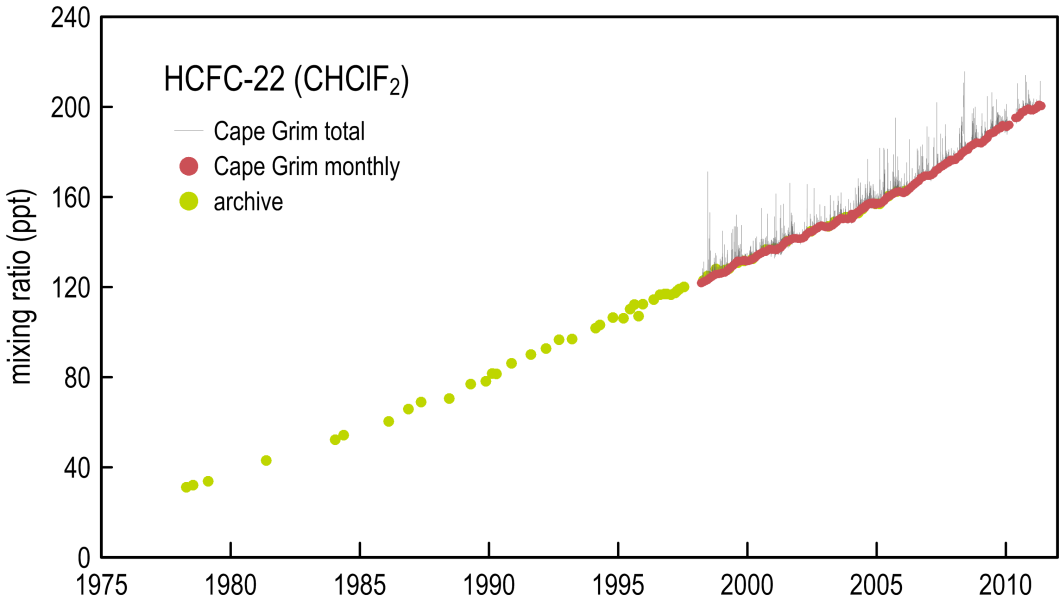 240
200
160
120
80
40
0
mixing ratio (ppt)
HCFC-22 (CHClF₂)
Cape Grim total
Cape Grim monthly
archive
1975 1980 1985 1990 1995 2000 2005 2010